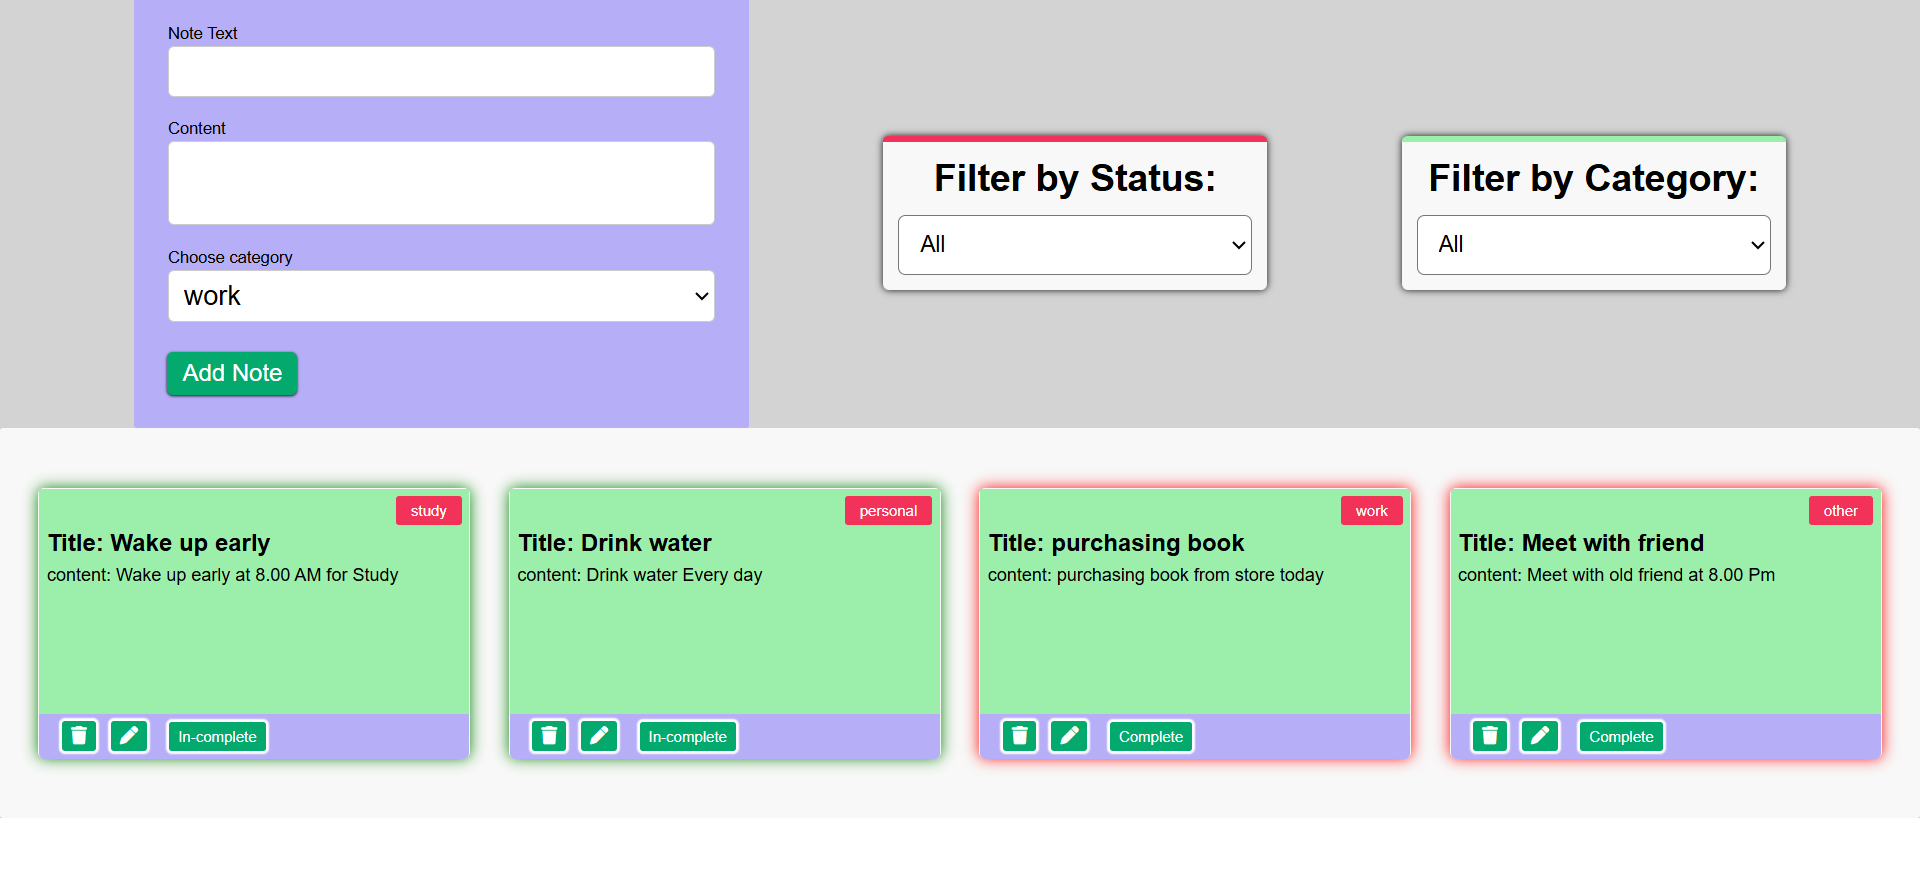 Note Text
Content
Choose category
work
Add Note
Filter by Status:
All
Filter by Category:
All
study
Title: Wake up early
content: Wake up early at 8.00 AM for Study
In-complete
personal
Title: Drink water
content: Drink water Every day
In-complete
work
Title: purchasing book
content: purchasing book from store today
Complete
other
Title: Meet with friend
content: Meet with old friend at 8.00 Pm
Complete